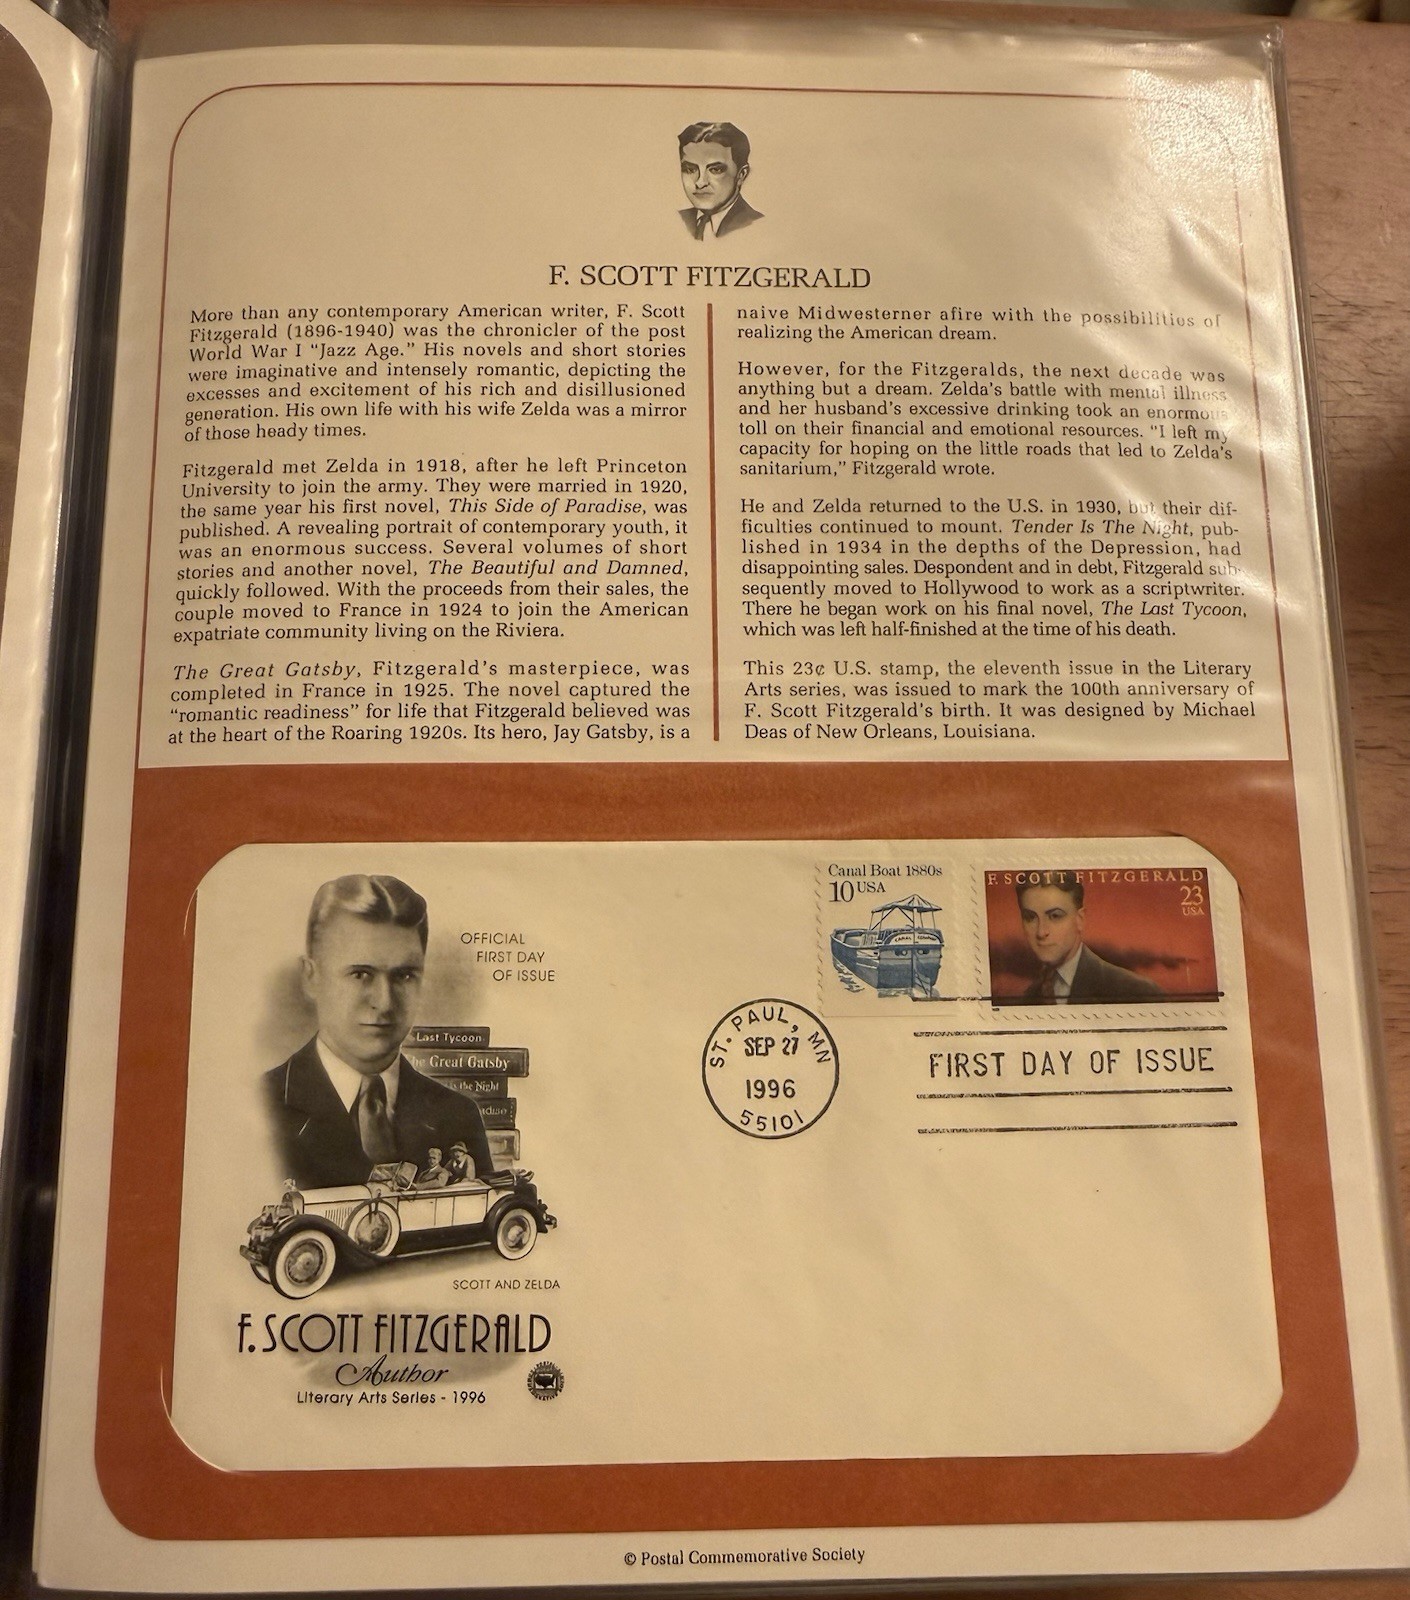 F. SCOTT FITZGERALD
More than any contemporary American writer, F. Scott
Fitzgerald (1896-1940) was the chronicler of the post
World War I "Jazz Age." His novels and short stories
were imaginative and intensely romantic, depicting the
excesses and excitement of his rich and disillusioned
generation. His own life with his wife Zelda was a mirror
of those heady times.
Fitzgerald met Zelda in 1918, after he left Princeton
University to join the army. They were married in 1920,
the same year his first novel, This Side of Paradise, was
published. A revealing portrait of contemporary youth, it
was an enormous success. Several volumes of short
stories and another novel, The Beautiful and Damned,
quickly followed. With the proceeds from their sales, the
couple moved to France in 1924 to join the American
expatriate community living on the Riviera.
The Great Gatsby, Fitzgerald's masterpiece, was
completed in France in 1925. The novel captured the
"romantic readiness" for life that Fitzgerald believed was
at the heart of the Roaring 1920s. Its hero, Jay Gatsby, is a
naive Midwesterner afire with the possibilities of
realizing the American dream.
However, for the Fitzgeralds, the next decade was
anything but a dream. Zelda's battle with mental illness
and her husband's excessive drinking took an enormous
toll on their financial and emotional resources. "I left my
capacity for hoping on the little roads that led to Zelda's
sanitarium," Fitzgerald wrote.
He and Zelda returned to the U.S. in 1930, but their dif-
ficulties continued to mount. Tender Is The Night, pub-
lished in 1934 in the depths of the Depression, had
disappointing sales. Despondent and in debt, Fitzgerald sub-
sequently moved to Hollywood to work as a scriptwriter.
There he began work on his final novel, The Last Tycoon,
which was left half-finished at the time of his death.
This 23¢ U.S. stamp, the eleventh issue in the Literary
Arts series, was issued to mark the 100th anniversary of
F. Scott Fitzgerald's birth. It was designed by Michael
Deas of New Orleans, Louisiana.
OFFICIAL
FIRST DAY
OF ISSUE
Last Tycoon
he Great Gatsby
is the Night
adise
SCOTT AND ZELDA
F. SCOTT FITZGERALD
Author
Literary Arts Series - 1996
Canal Boat 1880s
10 USA
CANAL
F. SCOTT FITZGERALD
23
USA
ST. PAUL, MN
SEP 27
1996
55101
FIRST DAY OF ISSUE
© Postal Commemorative Society